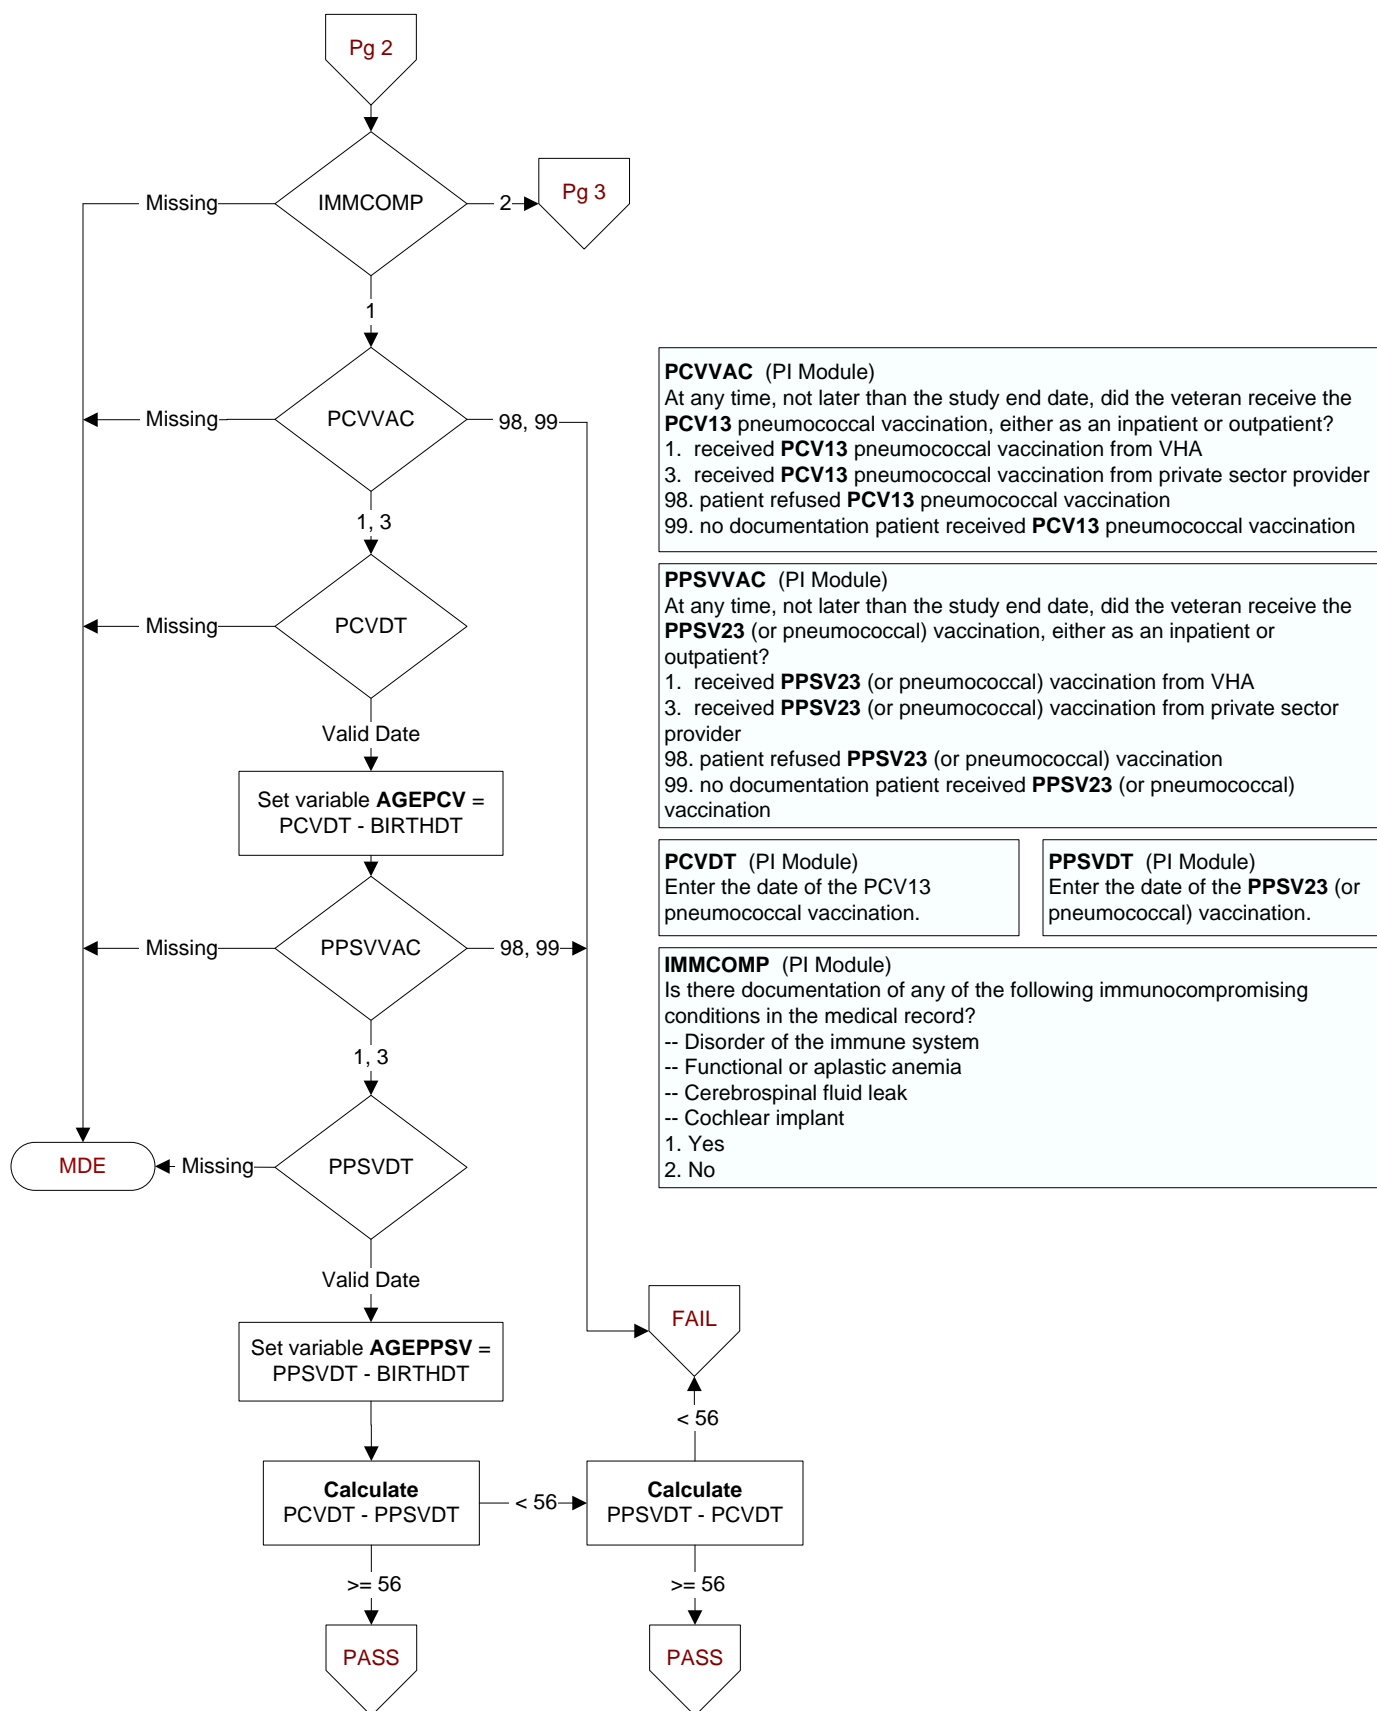 Pg 2
IMMCOMP
Missing
2
Pg 3
1
PCVVAC
Missing
98, 99
1, 3
PCVDT
Missing
Valid Date
Set variable AGEPCV =
PCVDT - BIRTHDT
PPSVVAC
Missing
98, 99
1, 3
PPSVDT
Missing
MDE
Valid Date
Set variable AGEPPSV =
PPSVDT - BIRTHDT
FAIL
< 56
Calculate
PCVDT - PPSVDT
< 56
Calculate
PPSVDT - PCVDT
>= 56
>= 56
PASS
PASS
PCVVAC (PI Module)
At any time, not later than the study end date, did the veteran receive the
PCV13 pneumococcal vaccination, either as an inpatient or outpatient?
1. received PCV13 pneumococcal vaccination from VHA
3. received PCV13 pneumococcal vaccination from private sector provider
98. patient refused PCV13 pneumococcal vaccination
99. no documentation patient received PCV13 pneumococcal vaccination
PPSVVAC (PI Module)
At any time, not later than the study end date, did the veteran receive the
PPSV23 (or pneumococcal) vaccination, either as an inpatient or
outpatient?
1. received PPSV23 (or pneumococcal) vaccination from VHA
3. received PPSV23 (or pneumococcal) vaccination from private sector
provider
98. patient refused PPSV23 (or pneumococcal) vaccination
99. no documentation patient received PPSV23 (or pneumococcal)
vaccination
PCVDT (PI Module)
Enter the date of the PCV13
pneumococcal vaccination.
PPSVDT (PI Module)
Enter the date of the PPSV23 (or
pneumococcal) vaccination.
IMMCOMP (PI Module)
Is there documentation of any of the following immunocompromising
conditions in the medical record?
-- Disorder of the immune system
-- Functional or aplastic anemia
-- Cerebrospinal fluid leak
-- Cochlear implant
1. Yes
2. No